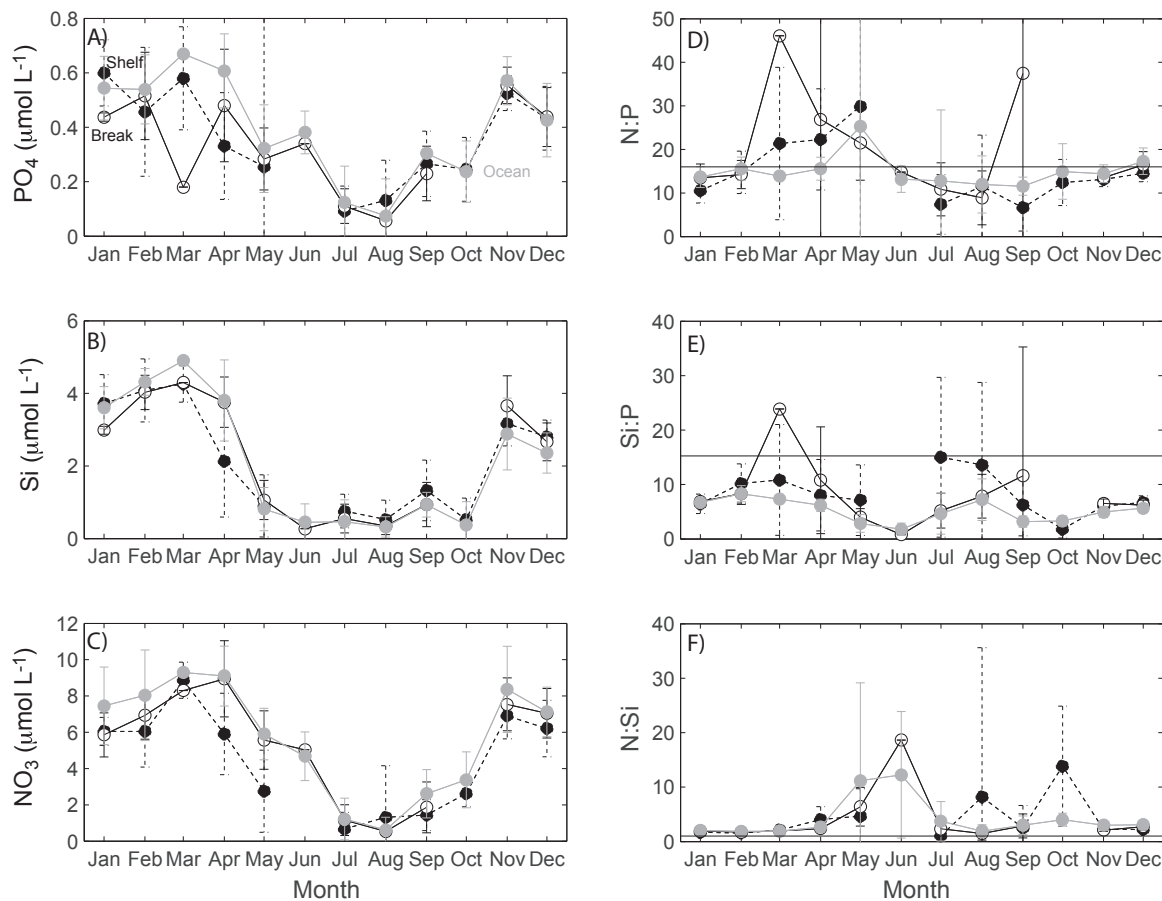 A)
Shelf
Break
Ocean
PO4 (μmol L-1)
0.8
0.6
0.4
0.2
0
Jan Feb Mar Apr May Jun Jul Aug Sep Oct Nov Dec
D)
N:P
50
40
30
20
10
0
Jan Feb Mar Apr May Jun Jul Aug Sep Oct Nov Dec
B)
Si (μmol L-1)
6
4
2
0
Jan Feb Mar Apr May Jun Jul Aug Sep Oct Nov Dec
E)
Si:P
40
30
20
10
0
Jan Feb Mar Apr May Jun Jul Aug Sep Oct Nov Dec
C)
NO3 (μmol L-1)
12
10
8
6
4
2
0
Jan Feb Mar Apr May Jun Jul Aug Sep Oct Nov Dec
Month
F)
N:Si
40
30
20
10
0
Jan Feb Mar Apr May Jun Jul Aug Sep Oct Nov Dec
Month